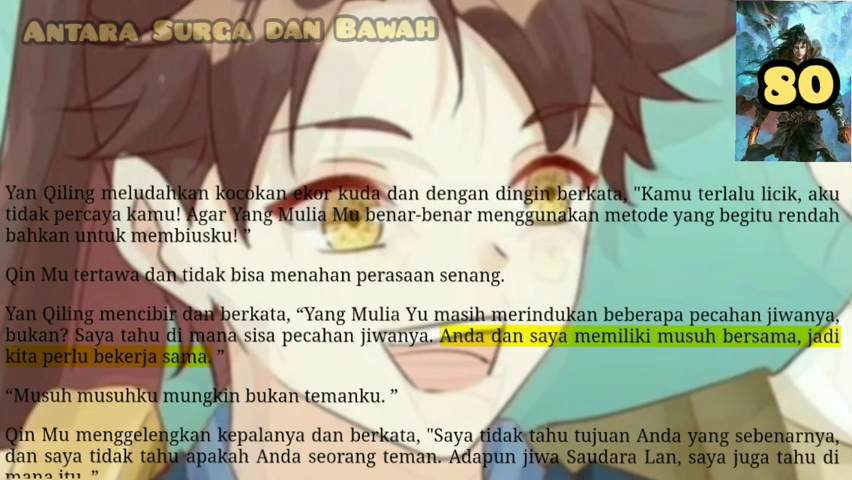 Antara Surga dan Bawah
80
Yan Qiling meludahkan kocokan ekor kuda dan dengan dingin berkata, "Kamu terlalu licik, aku
tidak percaya kamu! Agar Yang Mulia Mu benar-benar menggunakan metode yang begitu rendah
bahkan untuk membiusku! ”
Qin Mu tertawa dan tidak bisa menahan perasaan senang.
Yan Qiling mencibir dan berkata, “Yang Mulia Yu masih merindukan beberapa pecahan jiwanya,
bukan? Saya tahu di mana sisa pecahan jiwanya. Anda dan saya memiliki musuh bersama, jadi
kita perlu bekerja sama. ”
“Musuh musuhku mungkin bukan temanku. ”
Qin Mu menggelengkan kepalanya dan berkata, "Saya tidak tahu tujuan Anda yang sebenarnya,
dan saya tidak tahu apakah Anda seorang teman. Adapun jiwa Saudara Lan, saya juga tahu di
mana itu. ”